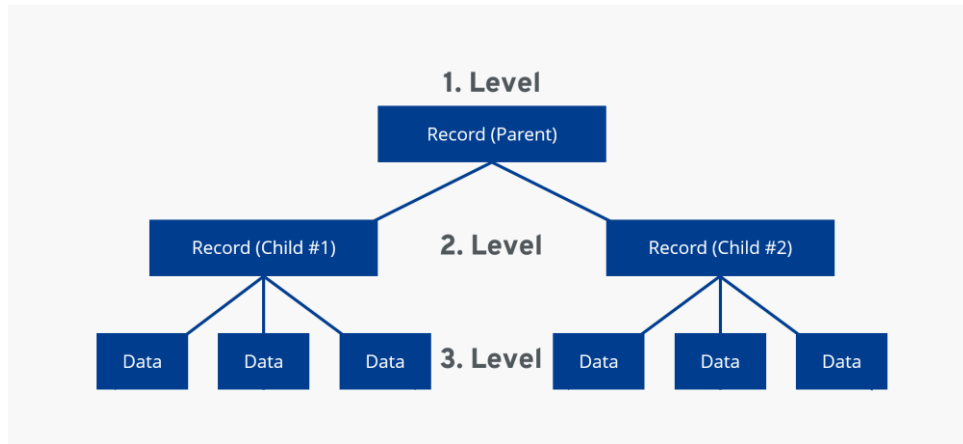 1. Level
Record (Parent)
Record (Child #1)
2. Level
Record (Child #2)
Data
Data
Data
3. Level
Data
Data
Data